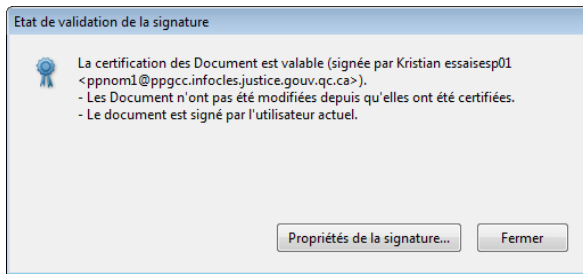 Etat de validation de la signature
La certification des Document est valable (signée par Kristian essaisesp01
<ppnom1@ppgcc.infocles.justice.gouv.qc.ca>).
- Les Document n'ont pas été modifiées depuis qu'elles ont été certifiées.
- Le document est signé par l'utilisateur actuel.
Propriétés de la signature...
Fermer